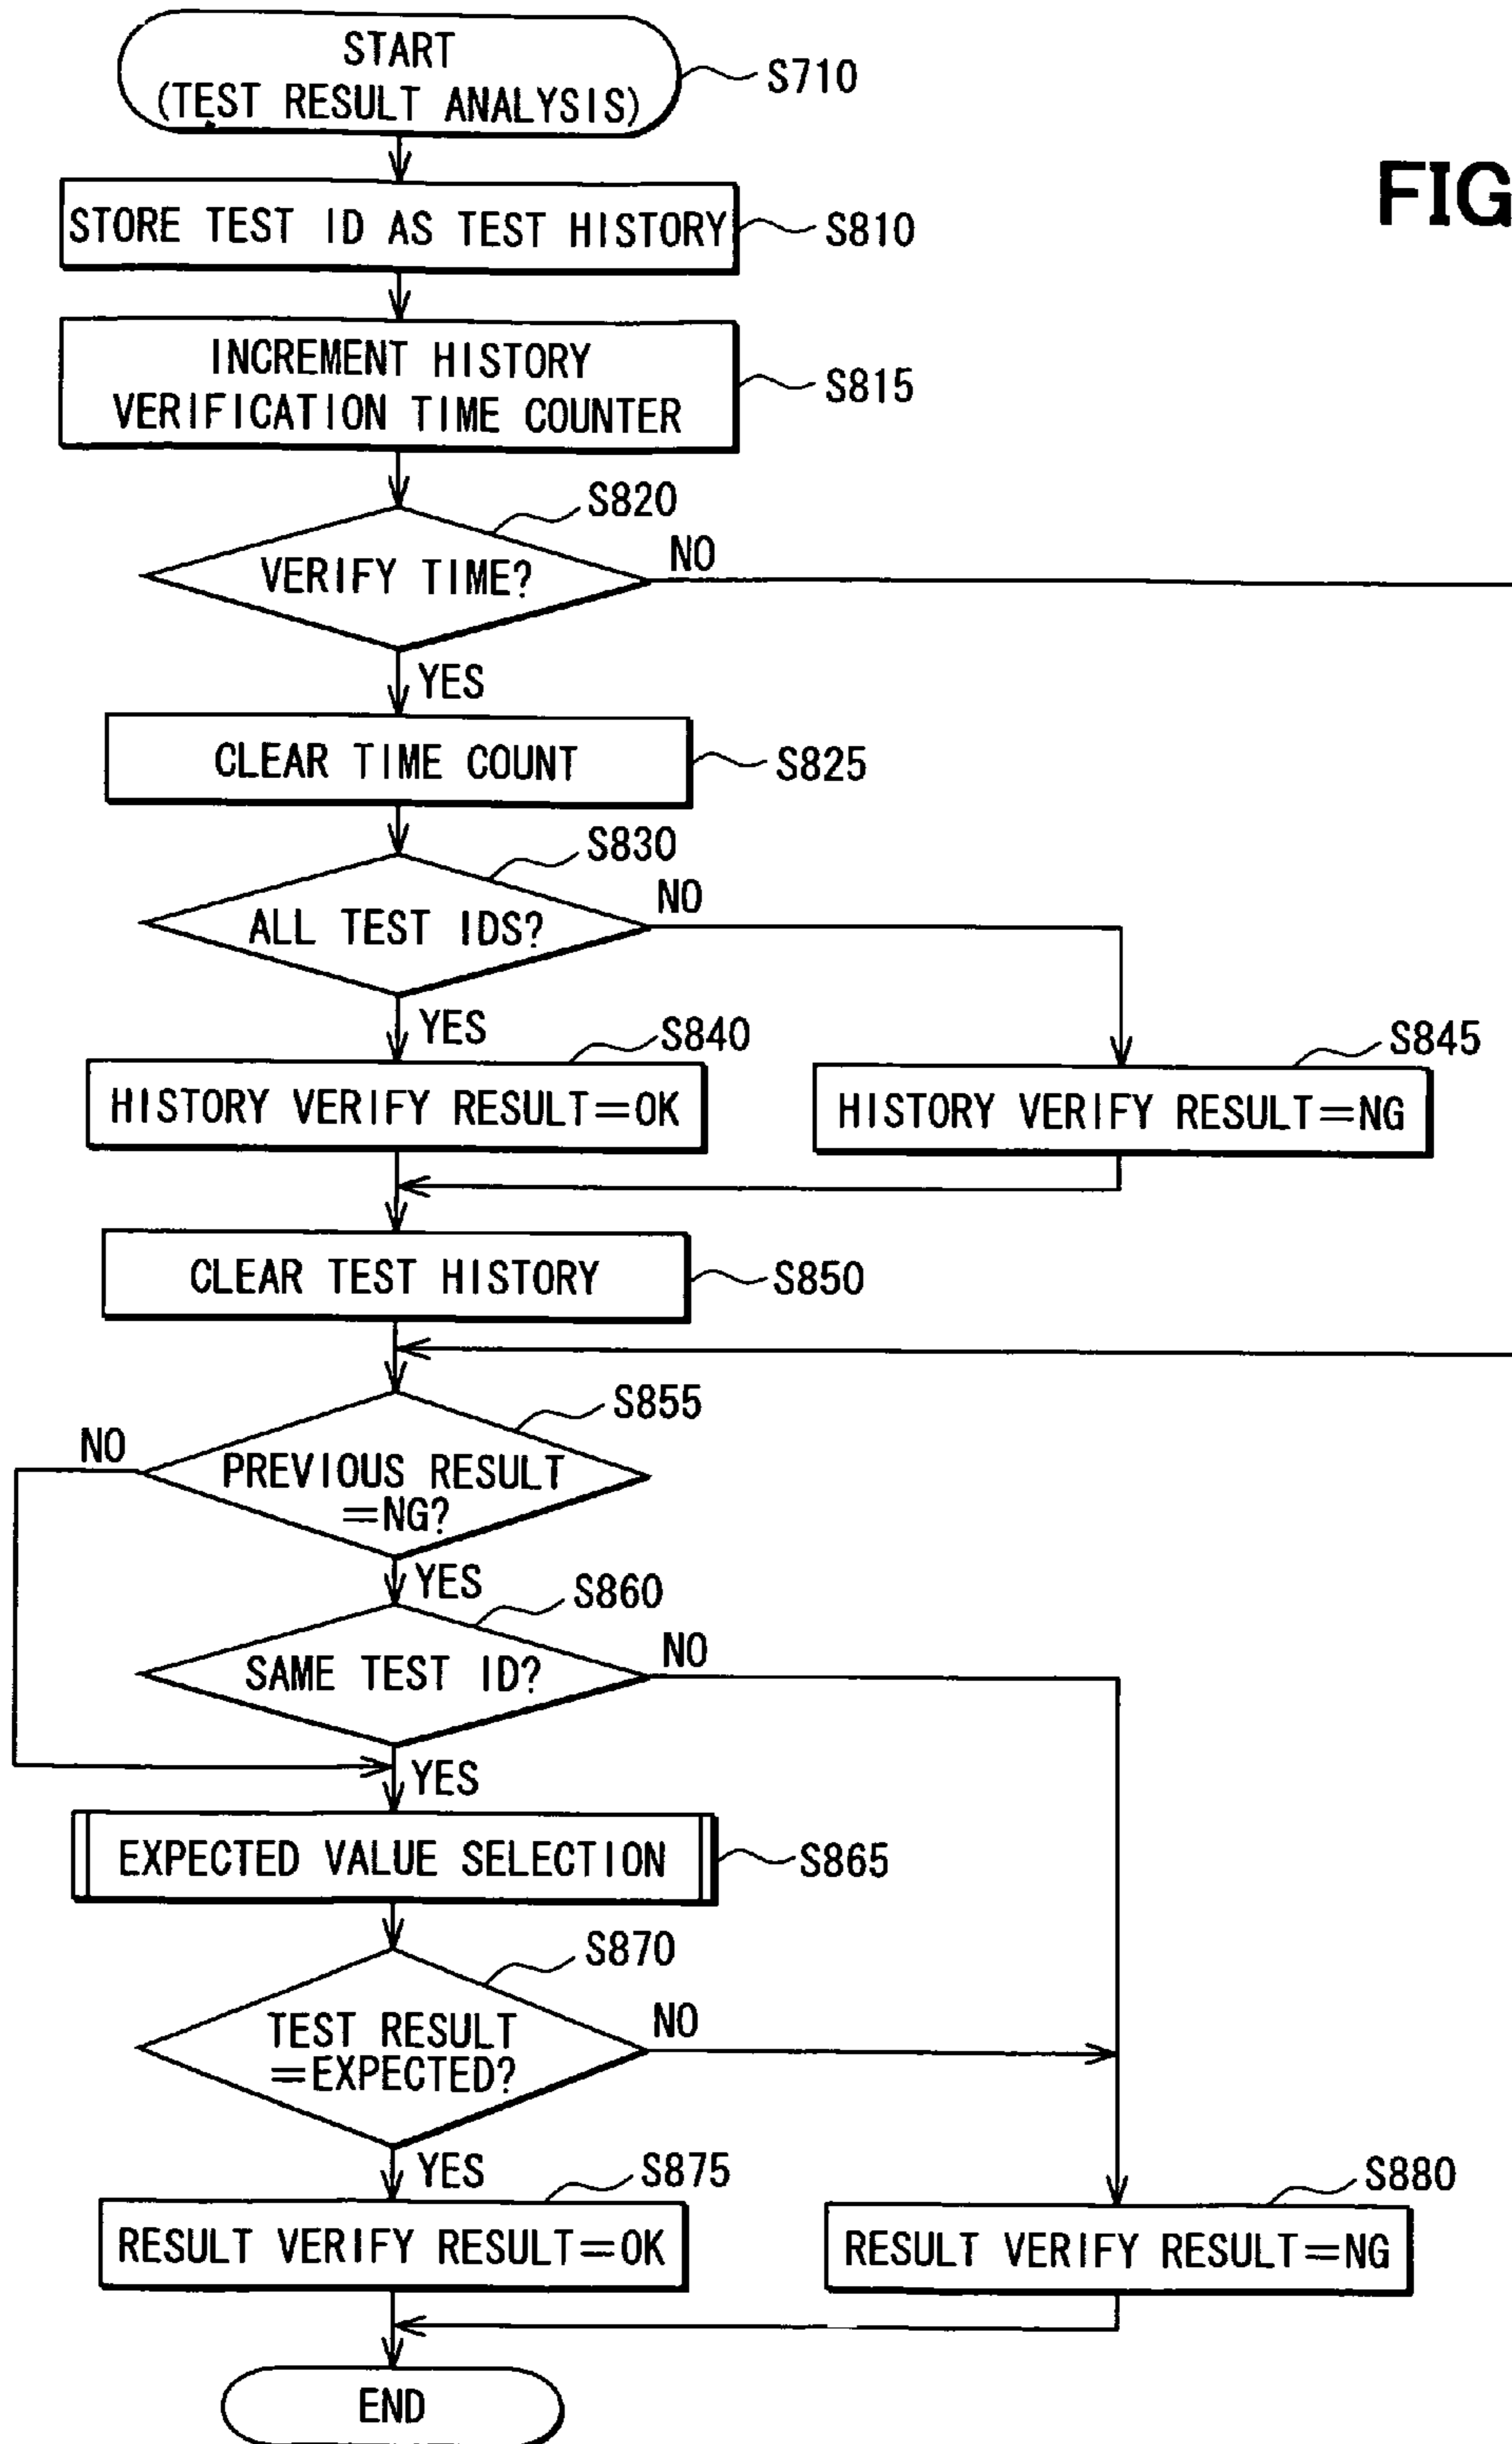 START
(TEST RESULT ANALYSIS)
S710
FIG
STORE TEST ID AS TEST HISTORY
S810
INCREMENT HISTORY
VERIFICATION TIME COUNTER
S815
S820
VERIFY TIME?
NO
YES
CLEAR TIME COUNT
S825
S830
ALL TEST IDS?
NO
YES
S840
S845
HISTORY VERIFY RESULT=OK
HISTORY VERIFY RESULT=NG
CLEAR TEST HISTORY
S850
S855
NO
PREVIOUS RESULT
=NG?
YES
S860
SAME TEST ID?
NO
YES
EXPECTED VALUE SELECTION
S865
S870
TEST RESULT
=EXPECTED?
NO
YES
S875
S880
RESULT VERIFY RESULT=OK
RESULT VERIFY RESULT=NG
END